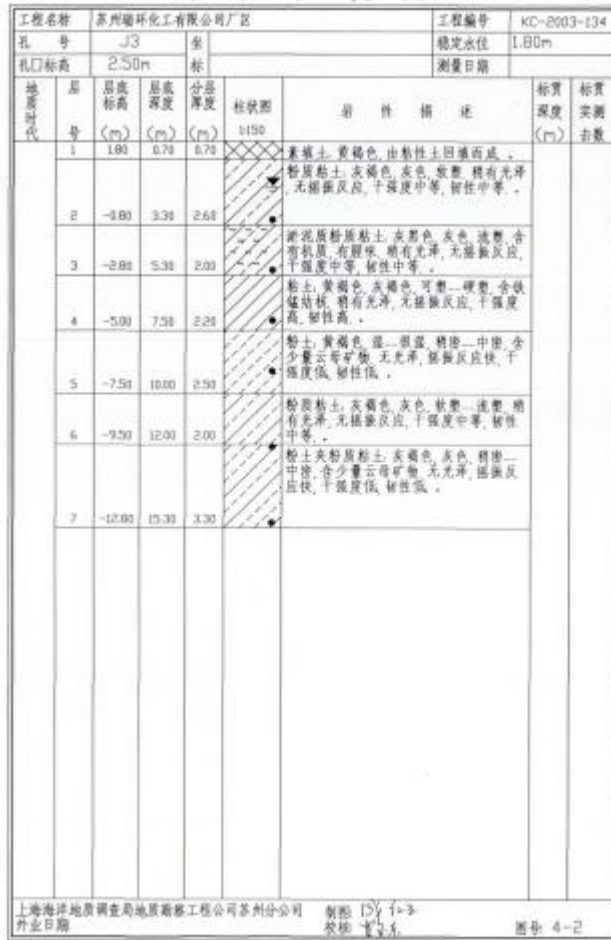 工程名称 苏州瑞环化工有限公司厂区 工程编号 KC-2003-134
孔 号 J3 坐 稳定水位 1.80m
孔口标高 2.50m 标 测量日期
地质时代 层号 层底标高(m) 层底深度(m) 分层厚度(m) 柱状图 1:150 岩 性 描 述 标贯深度(m) 标贯实测击数
1 1.80 0.70 0.70 素填土: 黄褐色, 由粘性土回填而成。
粉质粘土: 灰褐色, 灰色, 软塑, 稍有光泽
, 无摇振反应, 干强度中等, 韧性中等。
2 -0.80 3.30 2.60
淤泥质粉质粘土: 灰黑色, 灰色, 流塑, 含
有机质, 有腥味, 稍有光泽, 无摇振反应,
干强度中等, 韧性中等。
3 -2.80 5.30 2.00
粘土: 黄褐色, 灰褐色, 可塑--硬塑, 含铁
锰结核, 稍有光泽, 无摇振反应, 干强度
高, 韧性高。
4 -5.00 7.50 2.20
粉土: 黄褐色, 湿--很湿, 稍密--中密, 含
少量云母矿物, 无光泽, 摇振反应快, 干
强度低, 韧性低。
5 -7.50 10.00 2.50
粉质粘土: 灰褐色, 灰色, 软塑--流塑, 稍
有光泽, 无摇振反应, 干强度中等, 韧性
中等。
6 -9.50 12.00 2.00
粉土夹粉质粘土: 灰褐色, 灰色, 稍密--
中密, 含少量云母矿物, 无光泽, 摇振反
应快, 干强度低, 韧性低。
7 -12.80 15.30 3.30
上海海洋地质调查局地质勘察工程公司苏州分公司 制图:
外业日期 校核: 图号: 4-2